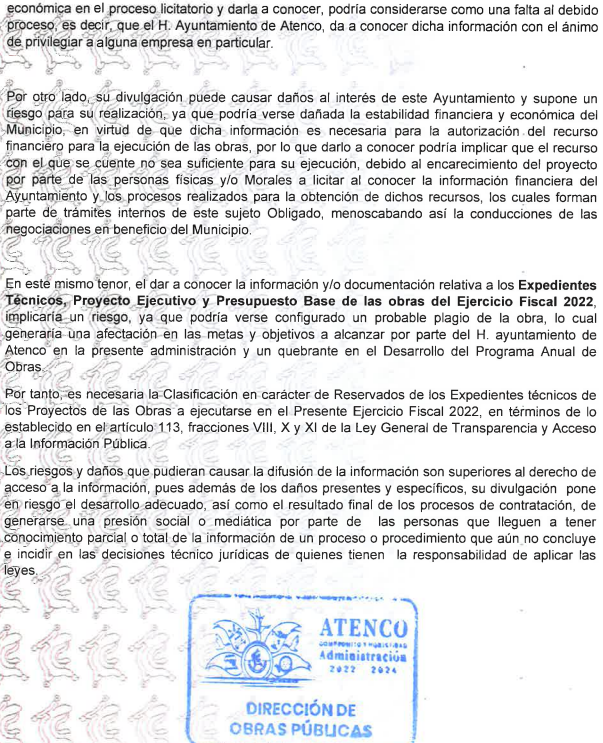 económica en el proceso licitatorio y darla a conocer, podría considerarse como una falta al debido
proceso, es decir, que el H. Ayuntamiento de Atenco, da a conocer dicha información con el ánimo
de privilegiar a alguna empresa en particular.
Por otro lado, su divulgación puede causar daños al interés de este Ayuntamiento y supone un
riesgo para su realización, ya que podría verse dañada la estabilidad financiera y económica del
Municipio, en virtud de que dicha información es necesaria para la autorización del recurso
financiero para la ejecución de las obras, por lo que darlo a conocer podría implicar que el recurso
con el que se cuente no sea suficiente para su ejecución, debido al encarecimiento del proyecto
por parte de las personas físicas y/o Morales a licitar al conocer la información financiera del
Ayuntamiento y los procesos realizados para la obtención de dichos recursos, los cuales forman
parte de trámites internos de este sujeto Obligado, menoscabando así la conducciones de las
negociaciones en beneficio del Municipio.
En este mismo tenor, el dar a conocer la información y/o documentación relativa a los Expedientes
Técnicos, Proyecto Ejecutivo y Presupuesto Base de las obras del Ejercicio Fiscal 2022,
implicaría un riesgo, ya que podría verse configurado un probable plagio de la obra, lo cual
generaría una afectación en las metas y objetivos a alcanzar por parte del H. ayuntamiento de
Atenco en la presente administración y un quebrante en el Desarrollo del Programa Anual de
Obras.
Por tanto, es necesaria la Clasificación en carácter de Reservados de los Expedientes técnicos de
los Proyectos de las Obras a ejecutarse en el Presente Ejercicio Fiscal 2022, en términos de lo
establecido en el artículo 113, fracciones VIII, X y XI de la Ley General de Transparencia y Acceso
a la Información Pública.
Los riesgos y daños que pudieran causar la difusión de la información son superiores al derecho de
acceso a la información, pues además de los daños presentes y específicos, su divulgación pone
en riesgo el desarrollo adecuado, así como el resultado final de los procesos de contratación, de
generarse una presión social o mediática por parte de las personas que lleguen a tener
conocimiento parcial o total de la información de un proceso o procedimiento que aún no concluye
e incidir en las decisiones técnico jurídicas de quienes tienen la responsabilidad de aplicar las
leyes.
ATENCO
Administración
2022 2024
DIRECCIÓN DE
OBRAS PÚBLICAS